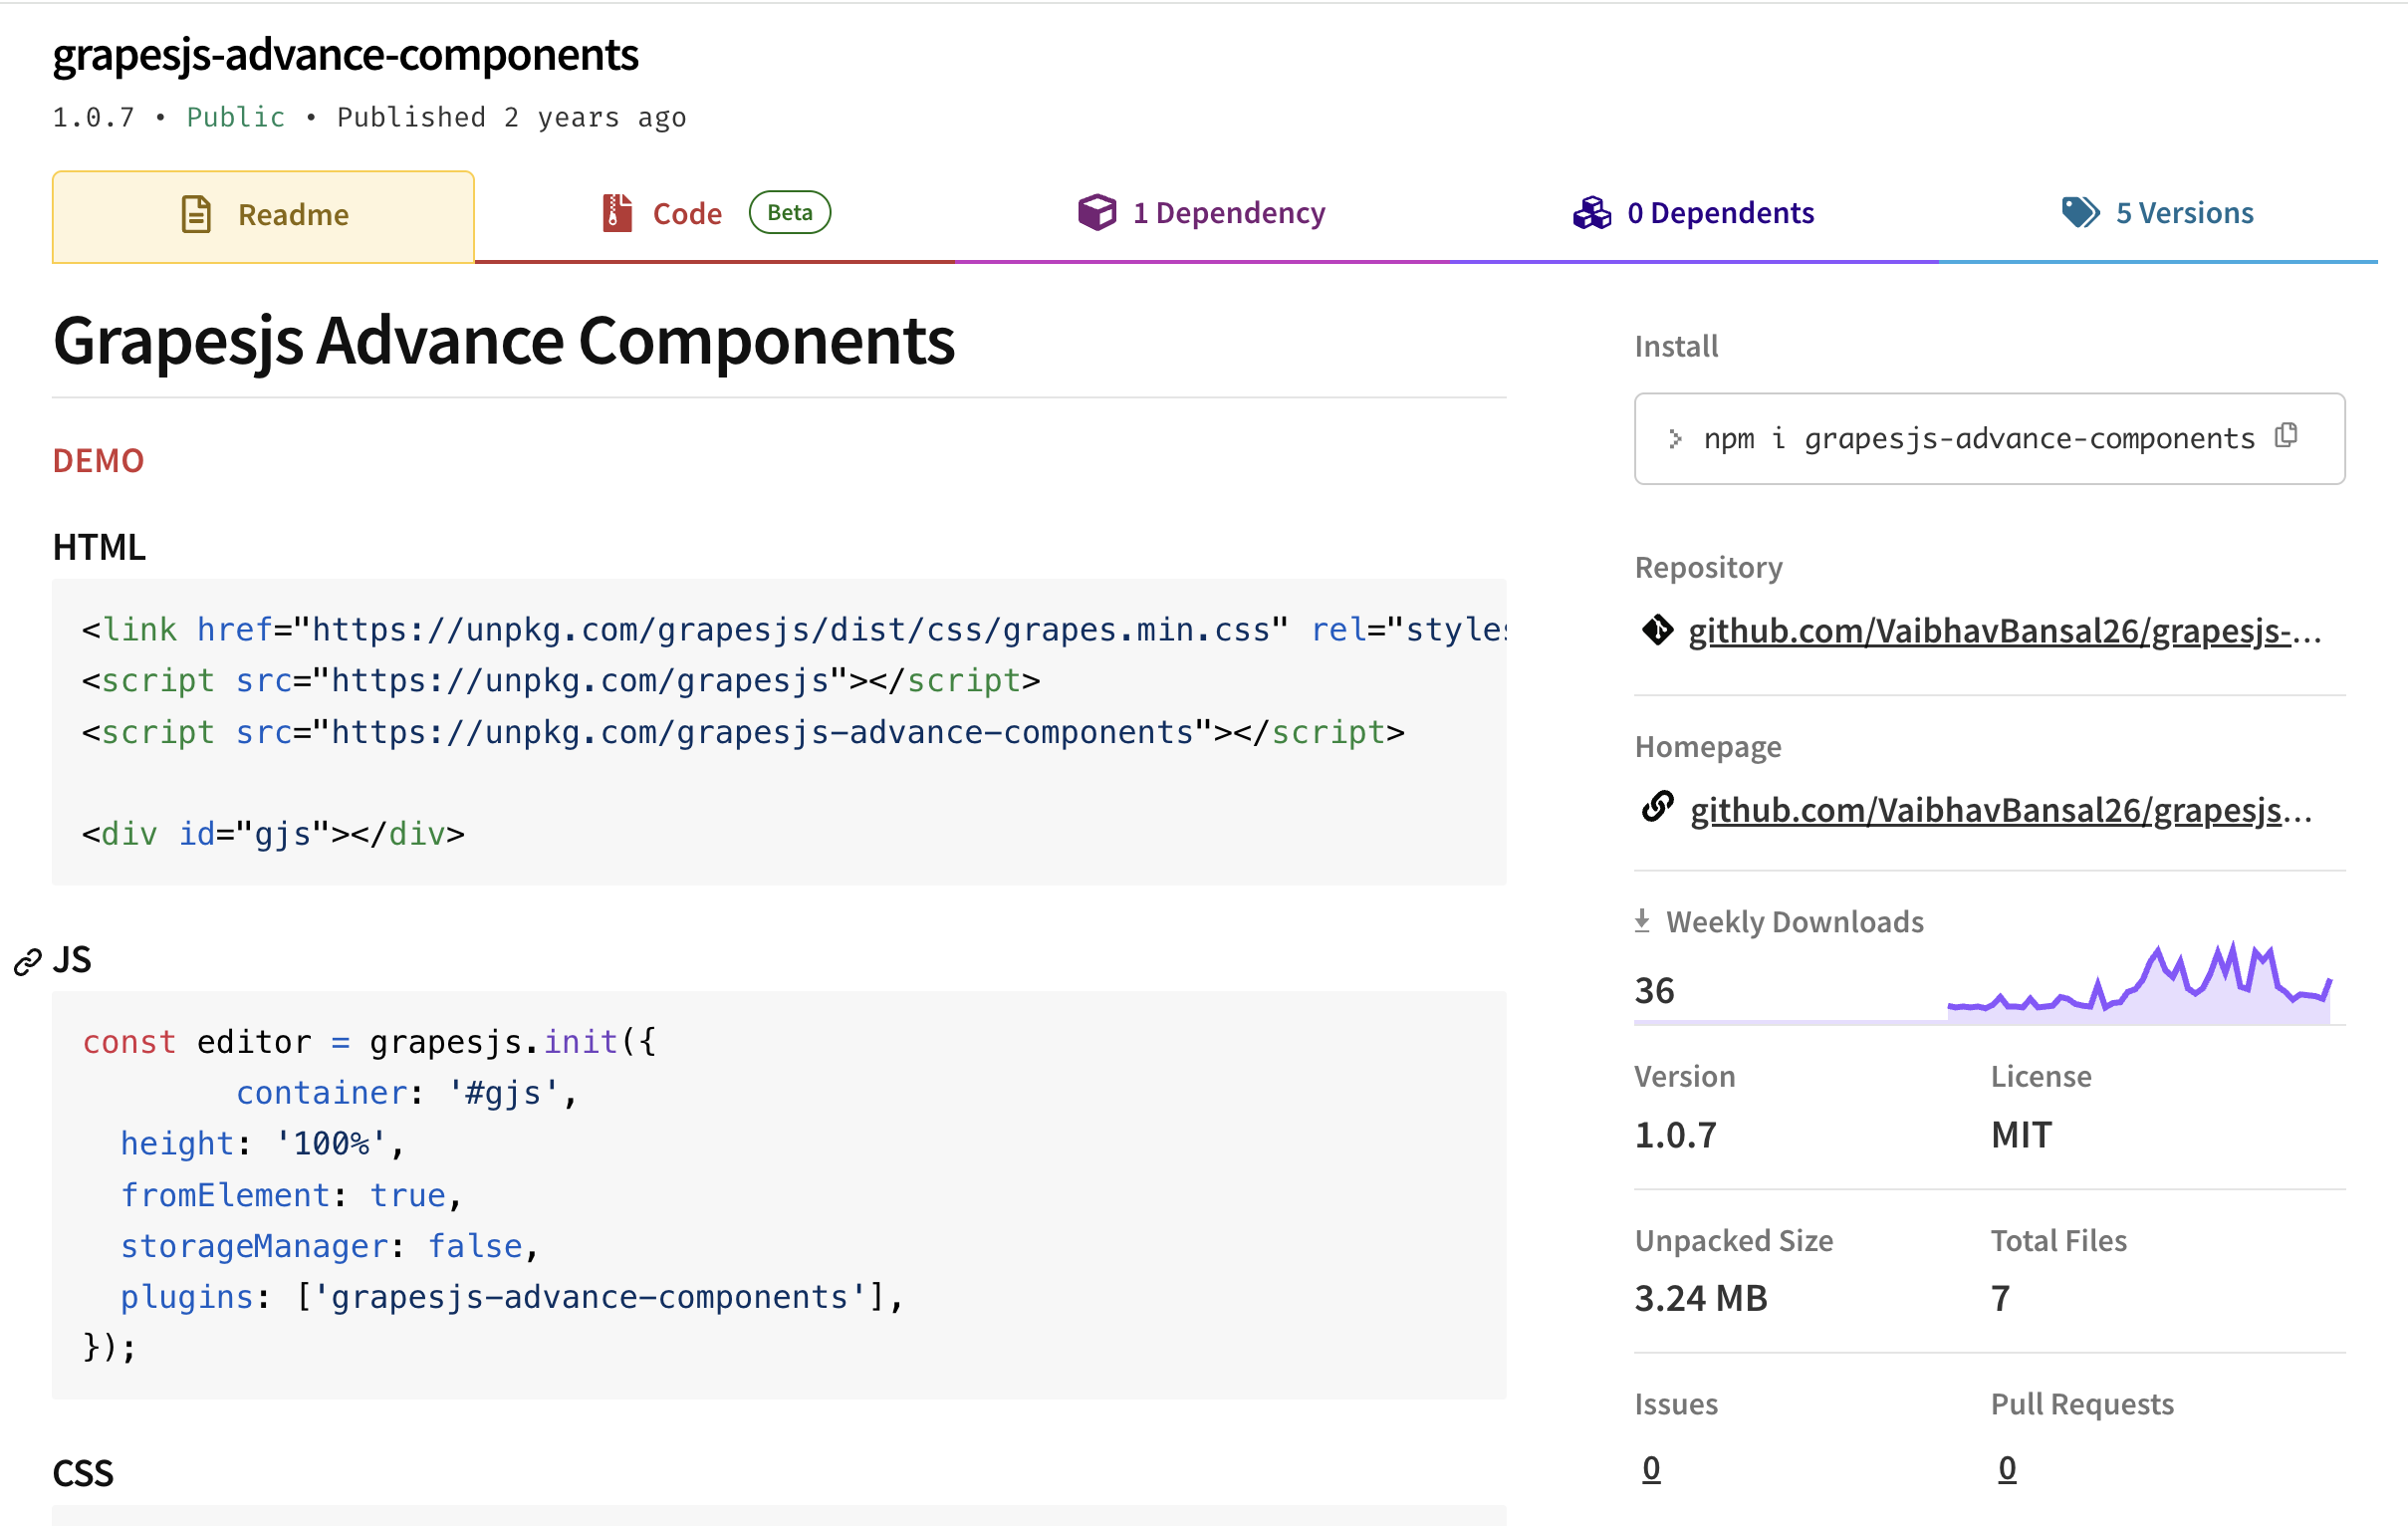 grapesjs-advance-components
1.0.7 • Public • Published 2 years ago
Readme
Code Beta
1 Dependency
0 Dependents
5 Versions
Grapesjs Advance Components
DEMO
HTML
<link href="https://unpkg.com/grapesjs/dist/css/grapes.min.css" rel="styles
<script src="https://unpkg.com/grapesjs"></script>
<script src="https://unpkg.com/grapesjs-advance-components"></script>
<div id="gjs"></div>
JS
const editor = grapesjs.init({
        container: '#gjs',
  height: '100%',
  fromElement: true,
  storageManager: false,
  plugins: ['grapesjs-advance-components'],
});
CSS
Install
> npm i grapesjs-advance-components
Repository
github.com/VaibhavBansal26/grapesjs-...
Homepage
github.com/VaibhavBansal26/grapesjs...
Weekly Downloads
36
Version
1.0.7
License
MIT
Unpacked Size
3.24 MB
Total Files
7
Issues
0
Pull Requests
0